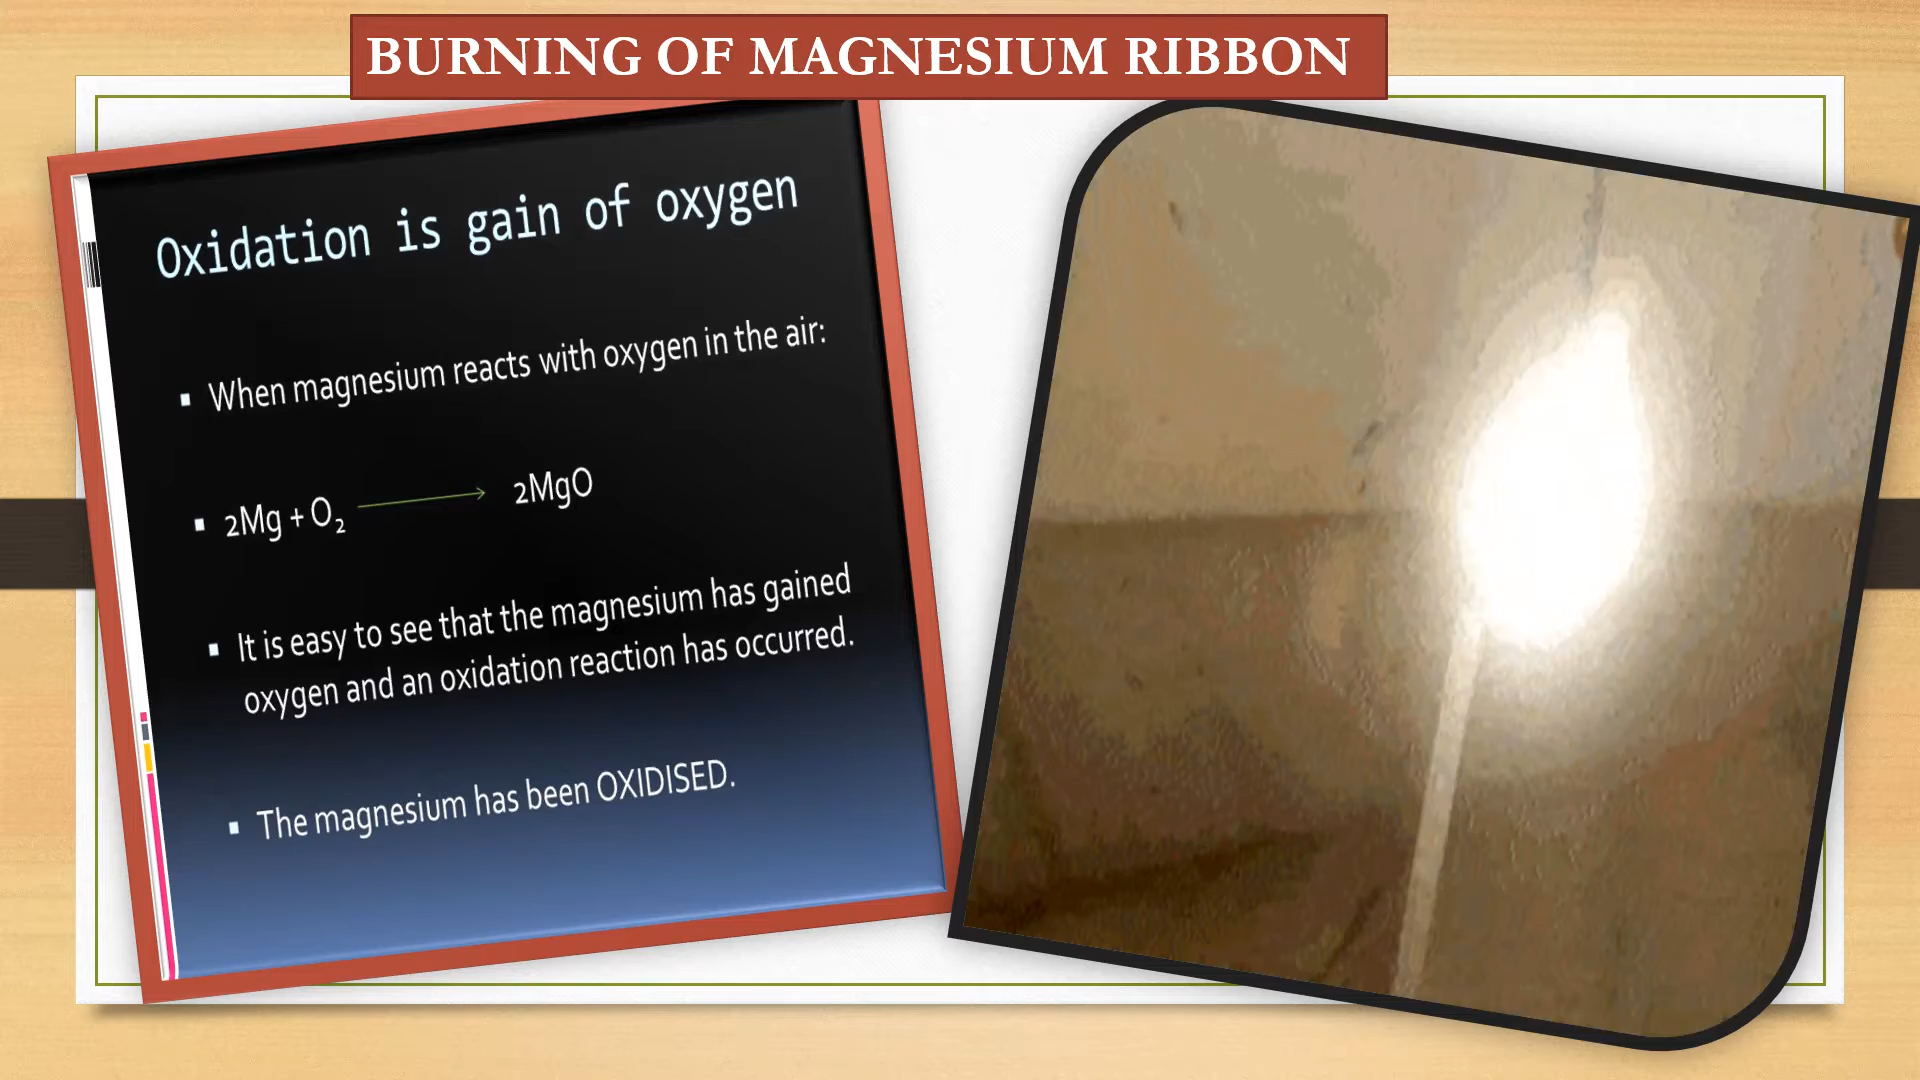 BURNING OF MAGNESIUM RIBBON
Oxidation is gain of oxygen
▪ When magnesium reacts with oxygen in the air:
▪ 2Mg + O₂ ⟶ 2MgO
▪ It is easy to see that the magnesium has gained
oxygen and an oxidation reaction has occurred.
▪ The magnesium has been OXIDISED.